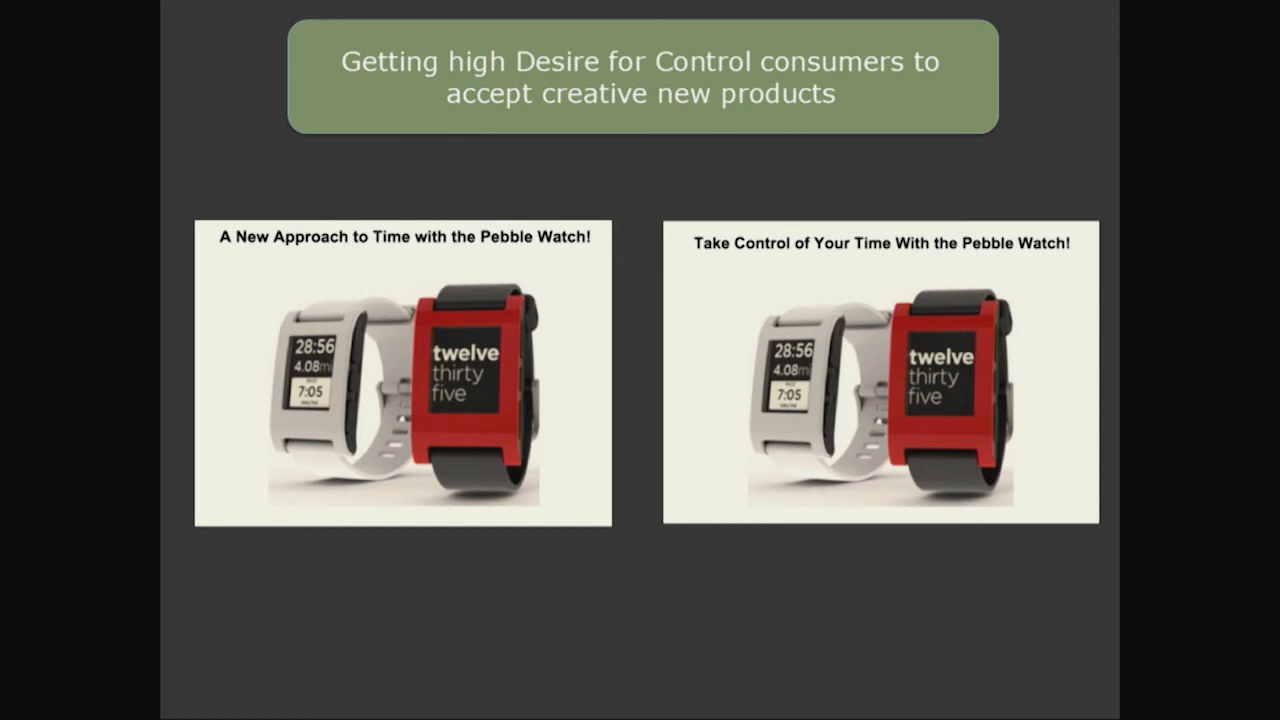 Getting high Desire for Control consumers to
accept creative new products
A New Approach to Time with the Pebble Watch!
28:56
4.08mi
7:05
twelve
thirty
five
Take Control of Your Time With the Pebble Watch!
28:56
4.08mi
7:05
twelve
thirty
five